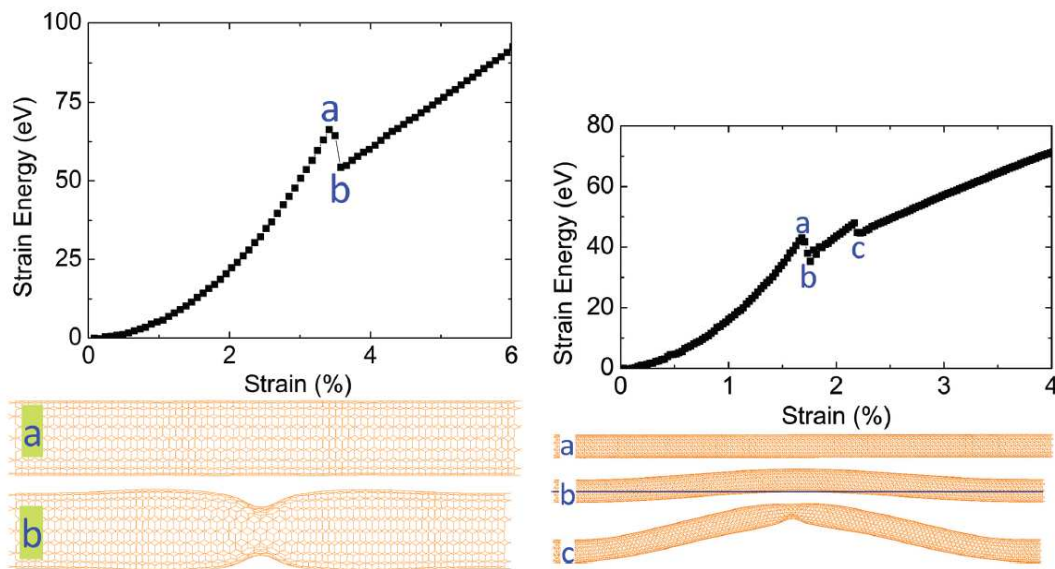 100
75
50
25
0
Strain Energy (eV)
a
b
0 2 4 6
Strain (%)
a
b
80
60
40
20
0
Strain Energy (eV)
a
b
c
0 1 2 3 4
Strain (%)
a
b
c